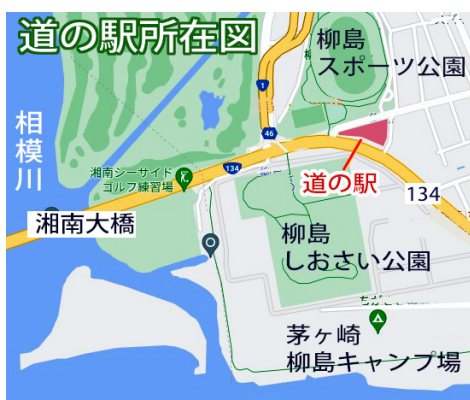 道の駅所在図
柳島
スポーツ公園
1
相模川
46
湘南シーサイド
ゴルフ練習場
134
道の駅
134
湘南大橋
柳島
しおさい公園
茅ヶ崎
柳島キャンプ場